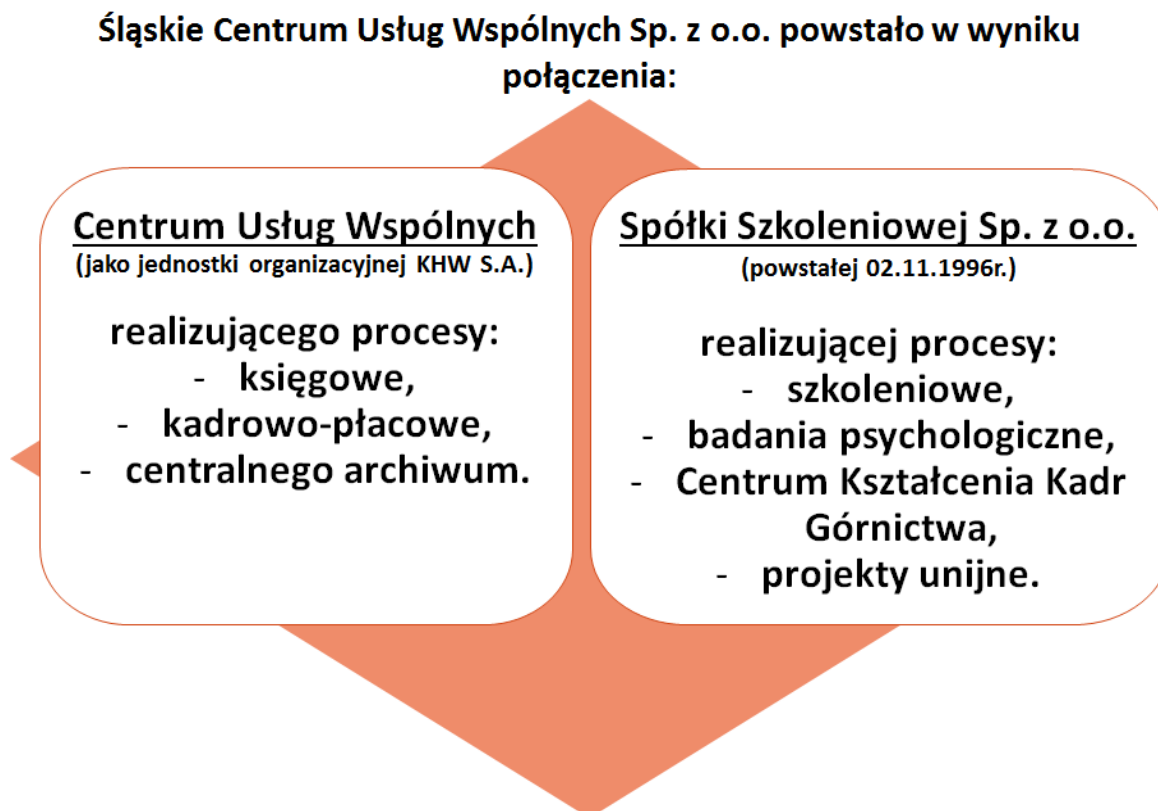 Śląskie Centrum Usług Wspólnych Sp. z o.o. powstało w wyniku
połączenia:
Centrum Usług Wspólnych
(jako jednostki organizacyjnej KHW S.A.)
realizującego procesy:
- księgowe,
- kadrowo-płacowe,
- centralnego archiwum.
Spółki Szkoleniowej Sp. z o.o.
(powstałej 02.11.1996r.)
realizującej procesy:
- szkoleniowe,
- badania psychologiczne,
- Centrum Kształcenia Kadr
Górnictwa,
- projekty unijne.